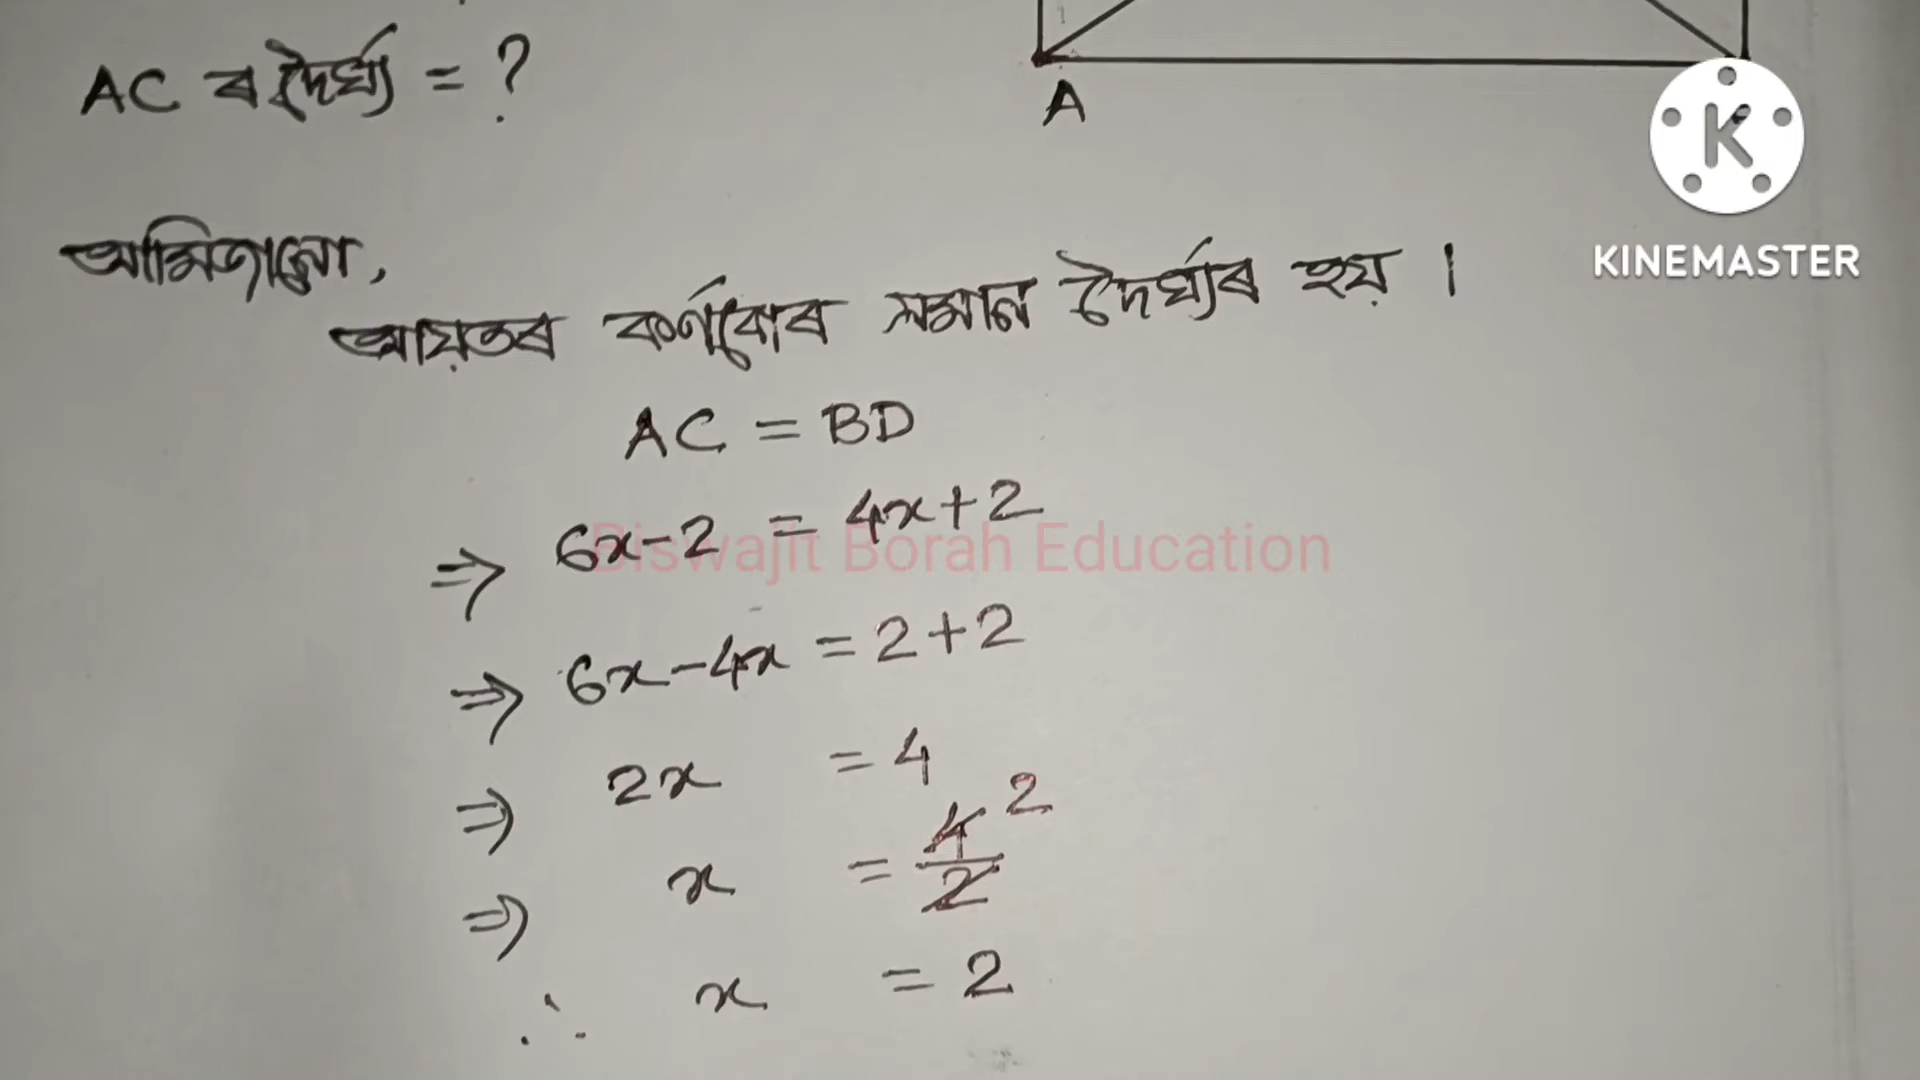 AC ৰ দৈৰ্ঘ্য = ?
A
KINEMASTER
আমি জানো,
আয়তৰ কৰ্ণবোৰ সমান দৈৰ্ঘ্যৰ হয় ।
AC = BD
⇒ 6x-2 = 4x+2
Biswajit Borah Education
⇒ 6x-4x = 2+2
⇒ 2x = 4
⇒ x = 4/2 2
∴ x = 2